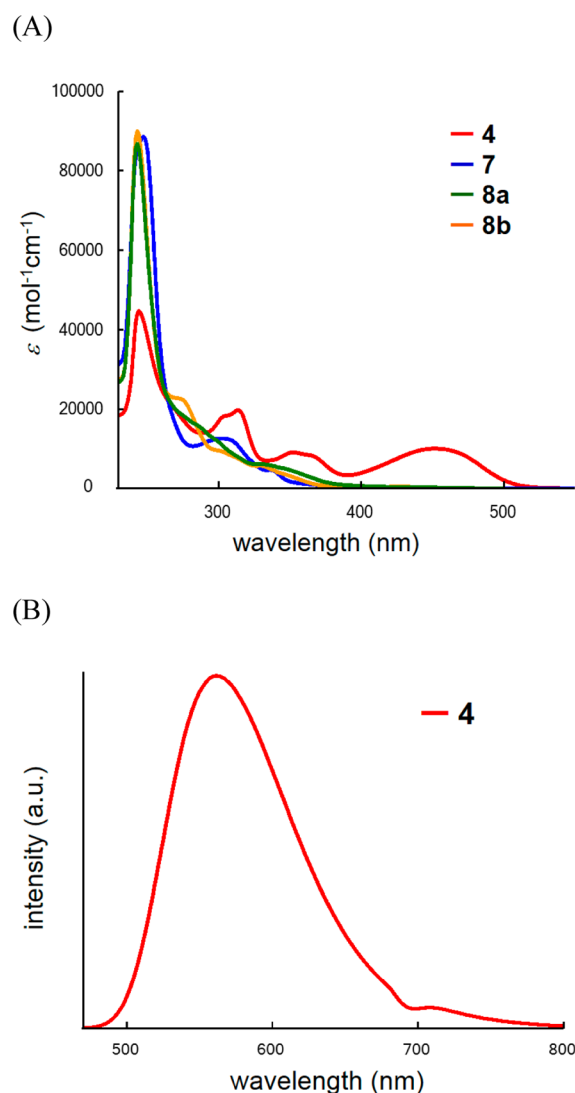 (A)
100000
80000
60000
40000
20000
0
ε (mol⁻¹cm⁻¹)
4
7
8a
8b
300
400
500
wavelength (nm)
(B)
4
intensity (a.u.)
500
600
700
800
wavelength (nm)